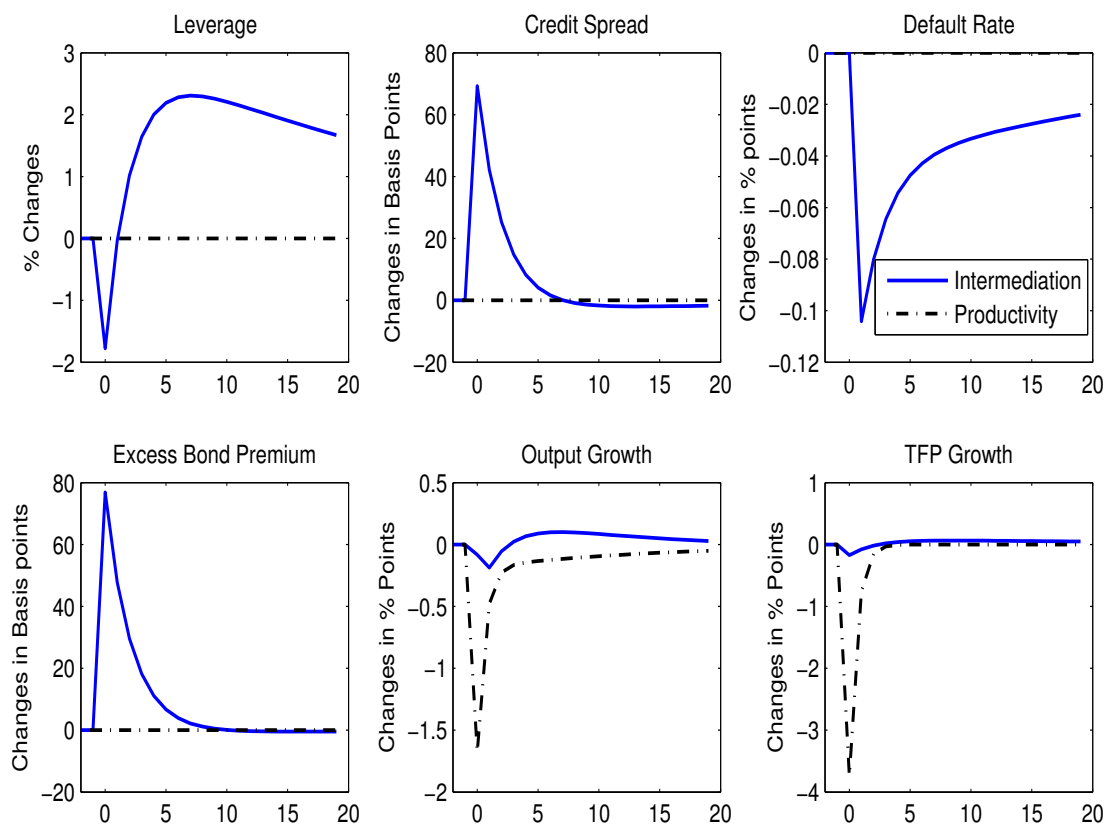 Leverage
% Changes
3
2
1
0
−1
−2
0 5 10 15 20
Credit Spread
Changes in Basis Points
80
60
40
20
0
−20
0 5 10 15 20
Default Rate
Changes in % points
0
−0.02
−0.04
−0.06
−0.08
−0.1
−0.12
Intermediation
Productivity
0 5 10 15 20
Excess Bond Premium
Changes in Basis points
80
60
40
20
0
−20
0 5 10 15 20
Output Growth
Changes in % Points
0.5
0
−0.5
−1
−1.5
−2
0 5 10 15 20
TFP Growth
Changes in % Points
1
0
−1
−2
−3
−4
0 5 10 15 20